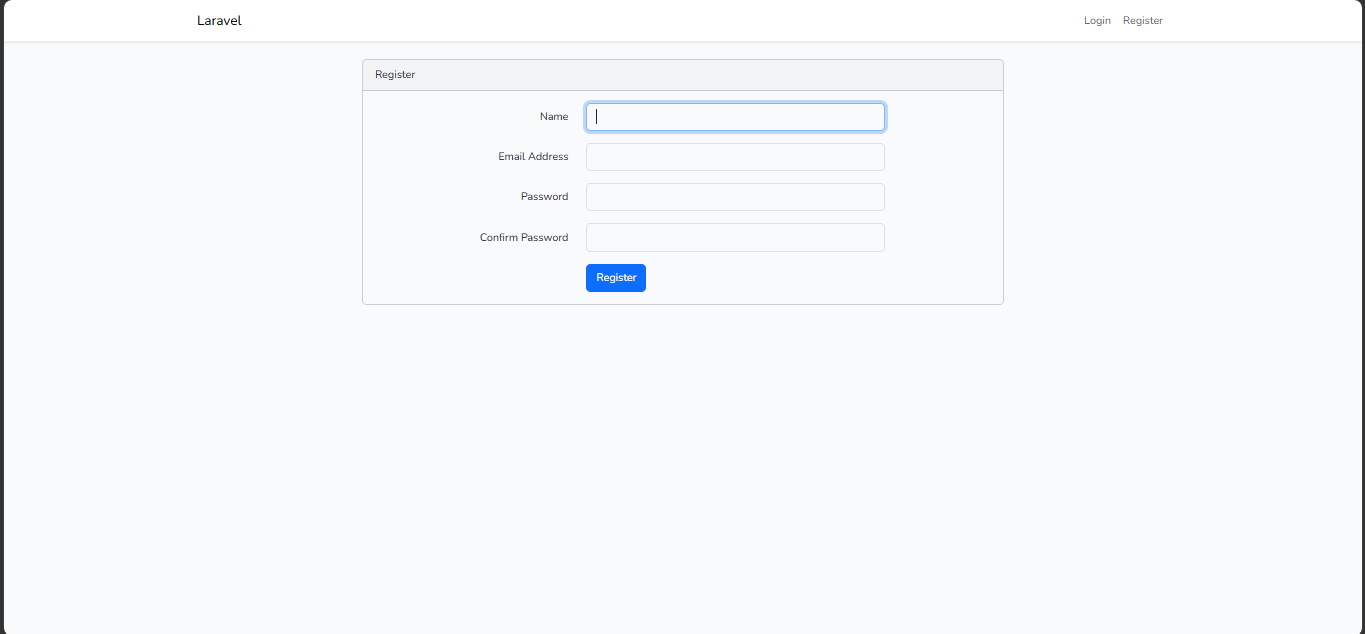 Laravel
Login Register
Register
Name
Email Address
Password
Confirm Password
Register